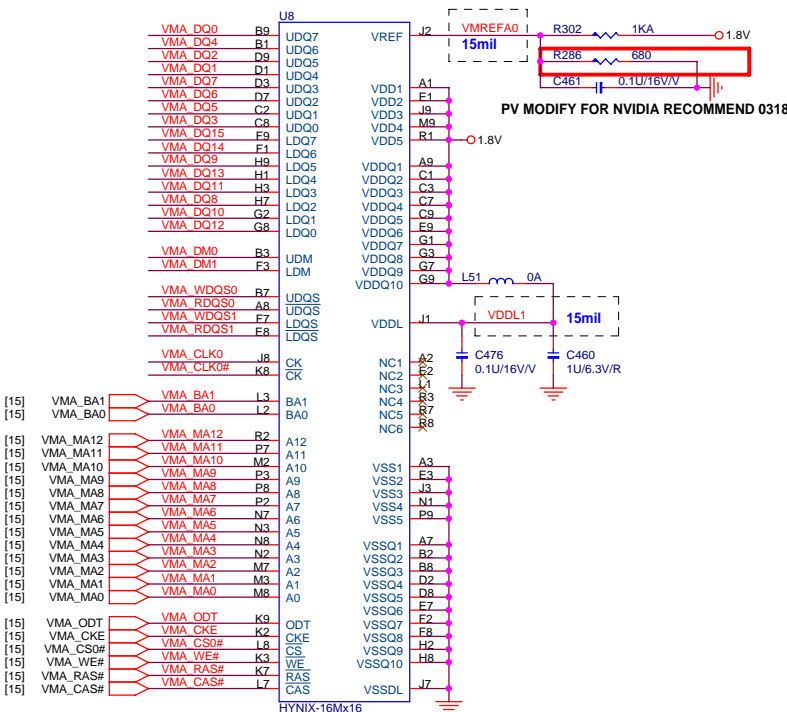 U8
VMA_DQ0 B9 UDQ7 VREF J2 VMREFA0 R302 1KA 1.8V
VMA_DQ4 B1 UDQ6 15mil
VMA_DQ2 D9 UDQ5 R286 680
VMA_DQ1 D1 UDQ4
VMA_DQ7 D3 UDQ3 VDD1 A1 C461 0.1U/16V/V
VMA_DQ6 D7 UDQ2 VDD2 E1
VMA_DQ5 C2 UDQ1 VDD3 J9 PV MODIFY FOR NVIDIA RECOMMEND 0318
VMA_DQ3 C8 UDQ0 VDD4 M9
VMA_DQ15 F9 LDQ7 VDD5 R1 1.8V
VMA_DQ14 F1 LDQ6
VMA_DQ9 H9 LDQ5 VDDQ1 A9
VMA_DQ13 H1 LDQ4 VDDQ2 C1
VMA_DQ11 H3 LDQ3 VDDQ3 C3
VMA_DQ8 H7 LDQ2 VDDQ4 C7
VMA_DQ10 G2 LDQ1 VDDQ5 C9
VMA_DQ12 G8 LDQ0 VDDQ6 E9
VDDQ7 G1
VMA_DM0 B3 UDM VDDQ8 G3
VMA_DM1 F3 LDM VDDQ9 G7
VDDQ10 G9 L51 0A
VMA_WDQS0 B7 UDQS
VMA_RDQS0 A8 UDQS
VMA_WDQS1 F7 LDQS VDDL J1 VDDL1 15mil
VMA_RDQS1 E8 LDQS
VMA_CLK0 J8 CK NC1 A2 C476 C460
VMA_CLK0# K8 CK NC2 E2 0.1U/16V/V 1U/6.3V/R
NC3 L1
[15] VMA_BA1 VMA_BA1 L3 BA1 NC4 R3
[15] VMA_BA0 VMA_BA0 L2 BA0 NC5 R7
NC6 R8
[15] VMA_MA12 VMA_MA12 R2 A12
[15] VMA_MA11 VMA_MA11 P7 A11
[15] VMA_MA10 VMA_MA10 M2 A10 VSS1 A3
[15] VMA_MA9 VMA_MA9 P3 A9 VSS2 E3
[15] VMA_MA8 VMA_MA8 P8 A8 VSS3 J3
[15] VMA_MA7 VMA_MA7 P2 A7 VSS4 N1
[15] VMA_MA6 VMA_MA6 N7 A6 VSS5 P9
[15] VMA_MA5 VMA_MA5 N3 A5
[15] VMA_MA4 VMA_MA4 N8 A4 VSSQ1 A7
[15] VMA_MA3 VMA_MA3 N2 A3 VSSQ2 B2
[15] VMA_MA2 VMA_MA2 M7 A2 VSSQ3 B8
[15] VMA_MA1 VMA_MA1 M3 A1 VSSQ4 D2
[15] VMA_MA0 VMA_MA0 M8 A0 VSSQ5 D8
VSSQ6 E7
[15] VMA_ODT VMA_ODT K9 ODT VSSQ7 F2
[15] VMA_CKE VMA_CKE K2 CKE VSSQ8 F8
[15] VMA_CS0# VMA_CS0# L8 CS VSSQ9 H2
[15] VMA_WE# VMA_WE# K3 WE VSSQ10 H8
[15] VMA_RAS# VMA_RAS# K7 RAS
[15] VMA_CAS# VMA_CAS# L7 CAS VSSDL J7
HYNIX-16Mx16